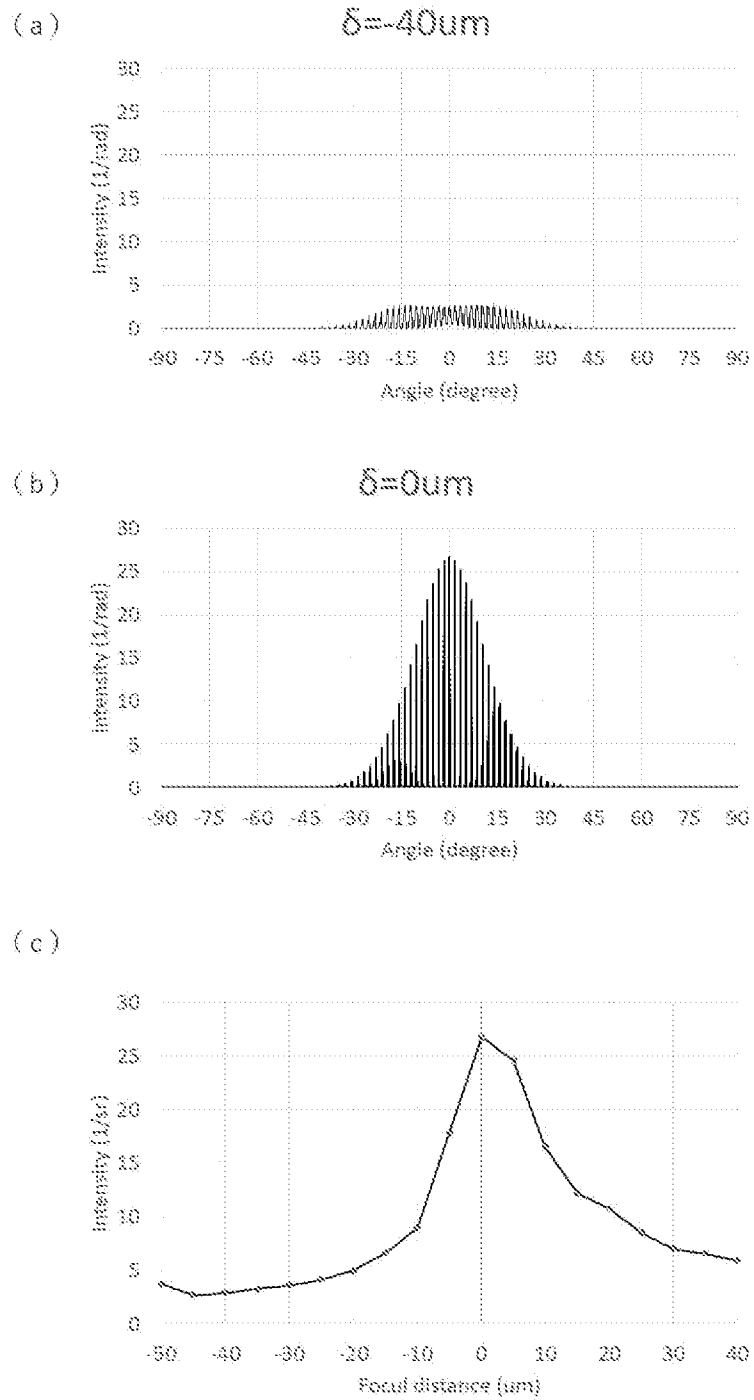 (a)
δ=-40um
30
25
20
15
10
5
0
Intensity (1/rad)
-90 -75 -60 -45 -30 -15 0 15 30 45 60 75 90
Angle (degree)
(b)
δ=0um
30
25
20
15
10
5
0
Intensity (1/rad)
-90 -75 -60 -45 -30 -15 0 15 30 45 60 75 90
Angle (degree)
(c)
30
25
20
15
10
5
0
Intensity (1/sr)
-50 -40 -30 -20 -10 0 10 20 30 40
Focul distance (um)